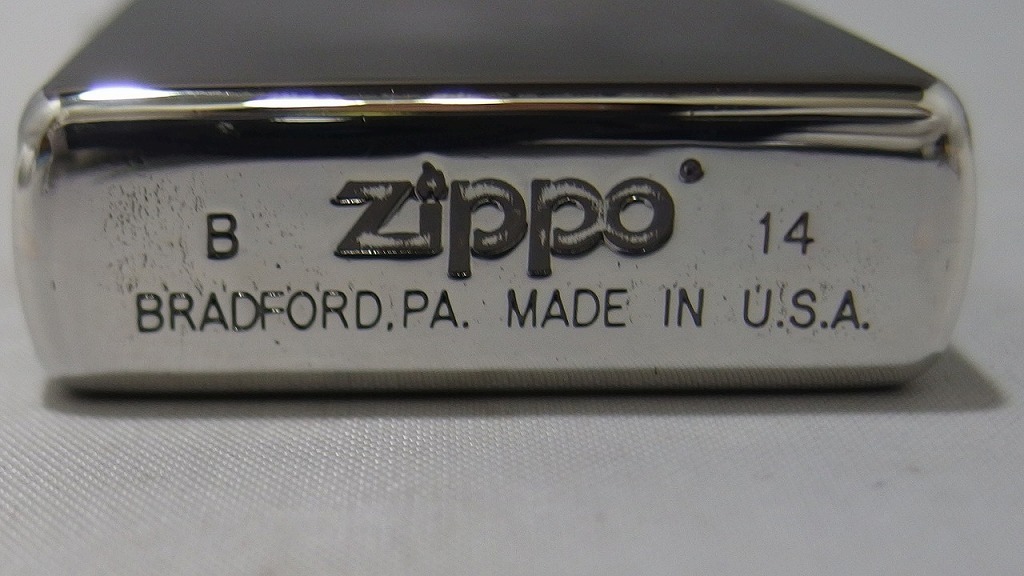 B zippo® 14
BRADFORD, PA. MADE IN U.S.A.